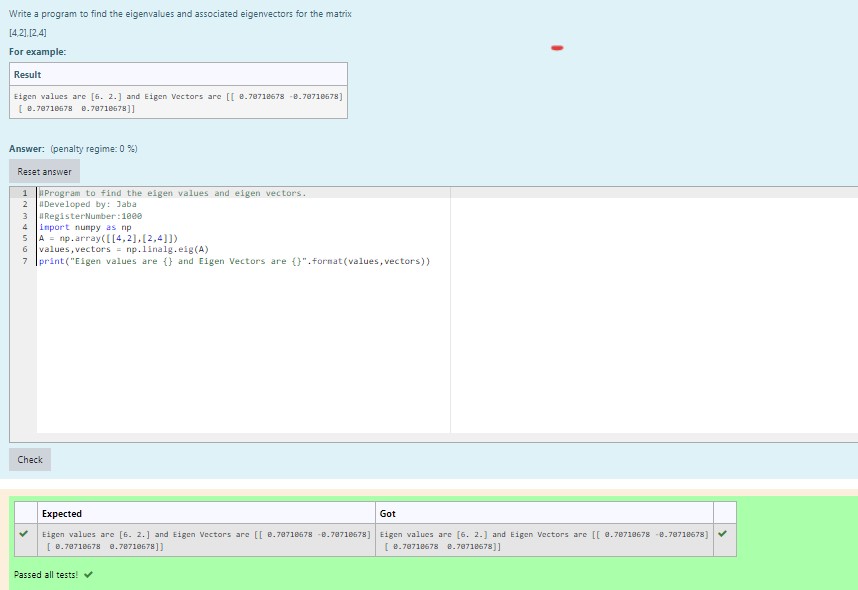 Write a program to find the eigenvalues and associated eigenvectors for the matrix
[4,2],[2,4]
For example:
Result
Eigen values are [6. 2.] and Eigen Vectors are [[ 0.70710678 -0.70710678]
[ 0.70710678 0.70710678]]
Answer: (penalty regime: 0 %)
Reset answer
1 #Program to find the eigen values and eigen vectors.
2 #Developed by: Jaba
3 #RegisterNumber:1000
4 import numpy as np
5 A = np.array([[4,2],[2,4]])
6 values,vectors = np.linalg.eig(A)
7 print("Eigen values are {} and Eigen Vectors are {}".format(values,vectors))
Check
Expected Got
Eigen values are [6. 2.] and Eigen Vectors are [[ 0.70710678 -0.70710678] Eigen values are [6. 2.] and Eigen Vectors are [[ 0.70710678 -0.70710678]
[ 0.70710678 0.70710678]] [ 0.70710678 0.70710678]]
Passed all tests!